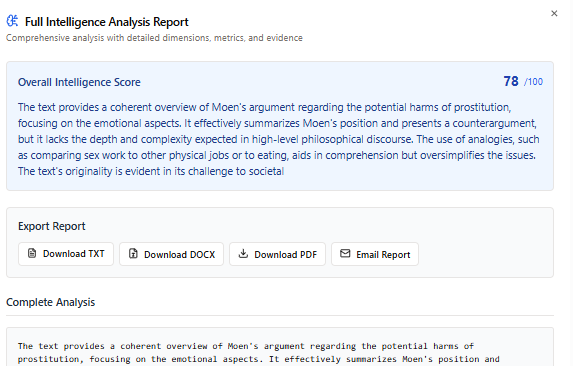 Full Intelligence Analysis Report
Comprehensive analysis with detailed dimensions, metrics, and evidence
Overall Intelligence Score
78 /100
The text provides a coherent overview of Moen's argument regarding the potential harms of prostitution,
focusing on the emotional aspects. It effectively summarizes Moen's position and presents a counterargument,
but it lacks the depth and complexity expected in high-level philosophical discourse. The use of analogies, such
as comparing sex work to other physical jobs or to eating, aids in comprehension but oversimplifies the issues.
The text's originality is evident in its challenge to societal
Export Report
Download TXT
Download DOCX
Download PDF
Email Report
Complete Analysis
The text provides a coherent overview of Moen's argument regarding the potential harms of
prostitution, focusing on the emotional aspects. It effectively summarizes Moen's position and